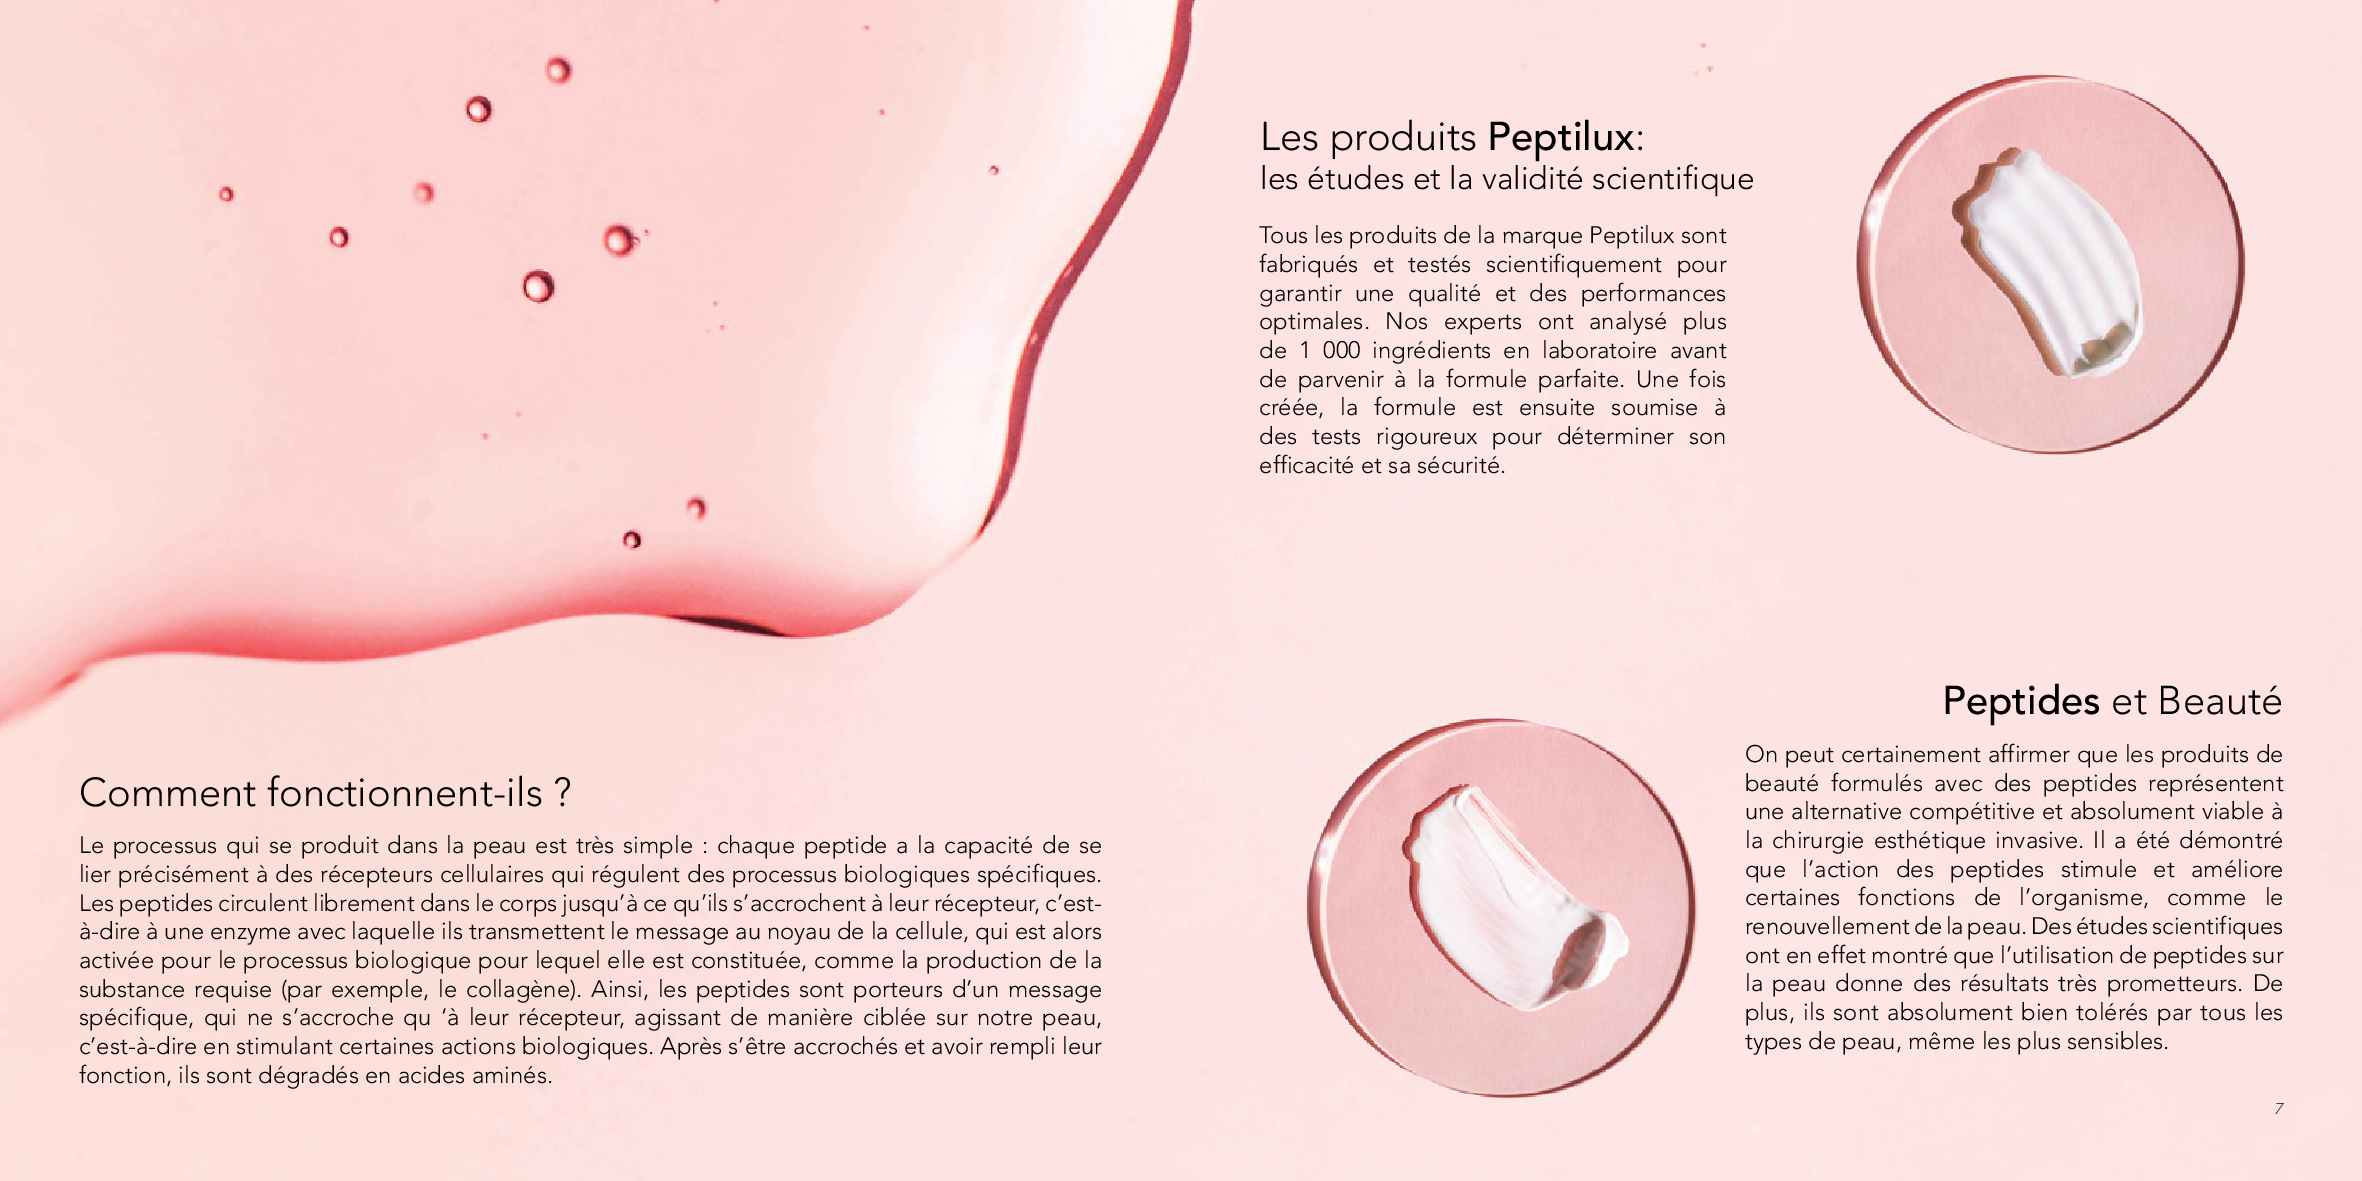 Comment fonctionnent-ils ?
Le processus qui se produit dans la peau est très simple : chaque peptide a la capacité de se
lier précisément à des récepteurs cellulaires qui régulent des processus biologiques spécifiques.
Les peptides circulent librement dans le corps jusqu’à ce qu’ils s’accrochent à leur récepteur, c’est-
à-dire à une enzyme avec laquelle ils transmettent le message au noyau de la cellule, qui est alors
activée pour le processus biologique pour lequel elle est constituée, comme la production de la
substance requise (par exemple, le collagène). Ainsi, les peptides sont porteurs d’un message
spécifique, qui ne s’accroche qu ‘à leur récepteur, agissant de manière ciblée sur notre peau,
c’est-à-dire en stimulant certaines actions biologiques. Après s’être accrochés et avoir rempli leur
fonction, ils sont dégradés en acides aminés.
Les produits Peptilux:
les études et la validité scientifique
Tous les produits de la marque Peptilux sont
fabriqués et testés scientifiquement pour
garantir une qualité et des performances
optimales. Nos experts ont analysé plus
de 1 000 ingrédients en laboratoire avant
de parvenir à la formule parfaite. Une fois
créée, la formule est ensuite soumise à
des tests rigoureux pour déterminer son
efficacité et sa sécurité.
Peptides et Beauté
On peut certainement affirmer que les produits de
beauté formulés avec des peptides représentent
une alternative compétitive et absolument viable à
la chirurgie esthétique invasive. Il a été démontré
que l’action des peptides stimule et améliore
certaines fonctions de l’organisme, comme le
renouvellement de la peau. Des études scientifiques
ont en effet montré que l’utilisation de peptides sur
la peau donne des résultats très prometteurs. De
plus, ils sont absolument bien tolérés par tous les
types de peau, même les plus sensibles.
7